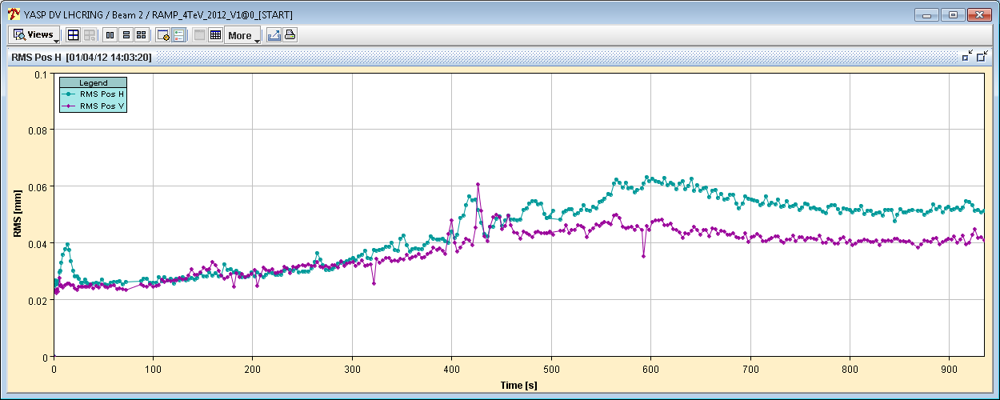 YASP DV LHCRING / Beam 2 / RAMP_4TeV_2012_V1@0_[START]
Views More
RMS Pos H [01/04/12 14:03:20]
Legend
RMS Pos H
RMS Pos V
0.1
0.08
0.06
0.04
0.02
0
RMS [mm]
0 100 200 300 400 500 600 700 800 900
Time [s]